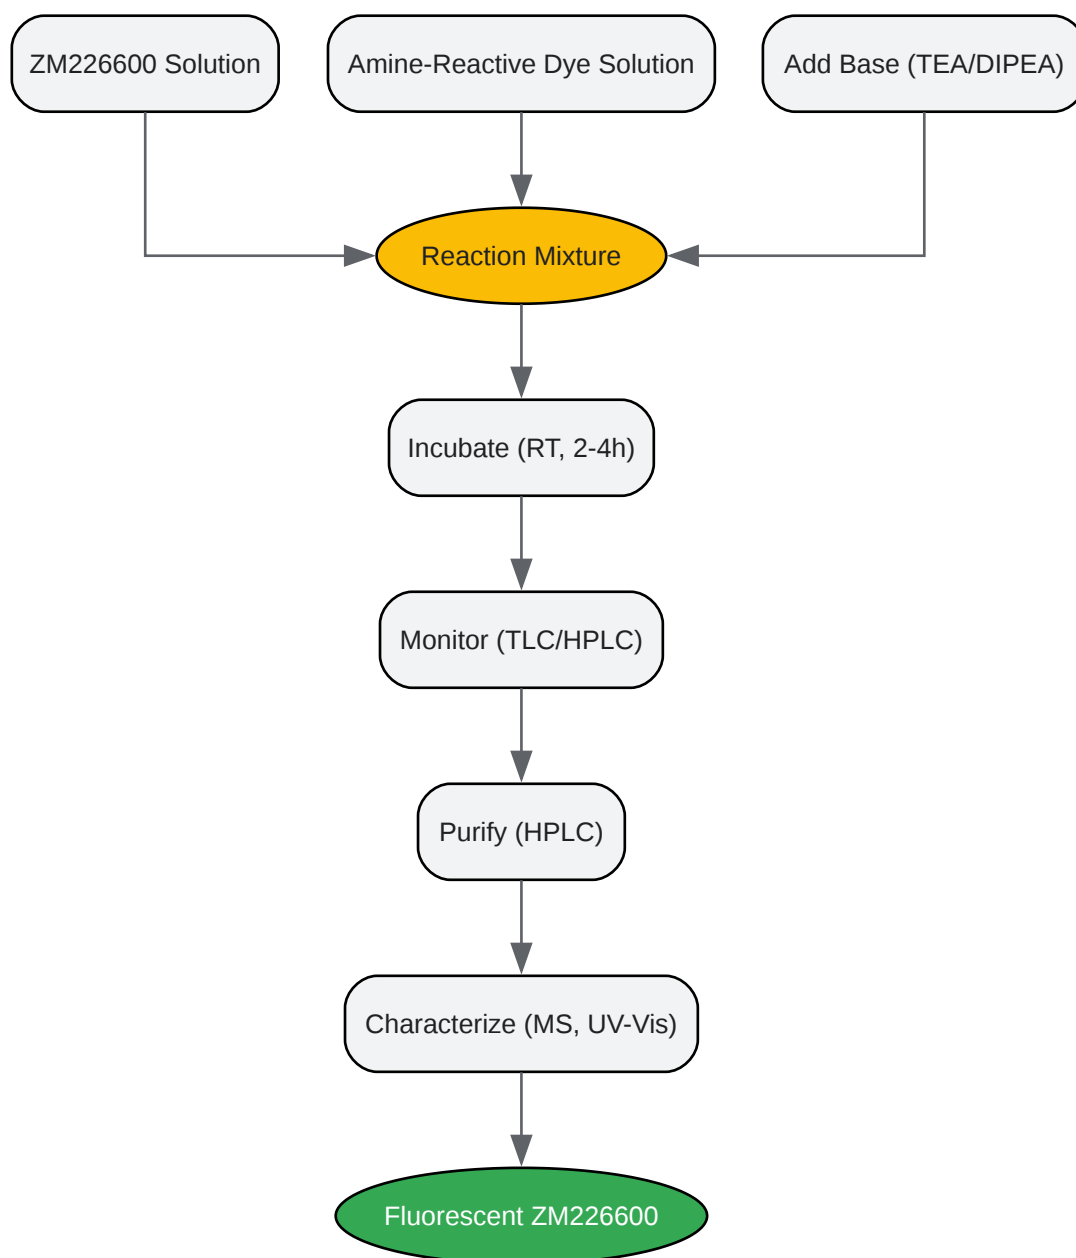 ZM226600 Solution
Amine-Reactive Dye Solution
Add Base (TEA/DIPEA)
Reaction Mixture
Incubate (RT, 2-4h)
Monitor (TLC/HPLC)
Purify (HPLC)
Characterize (MS, UV-Vis)
Fluorescent ZM226600